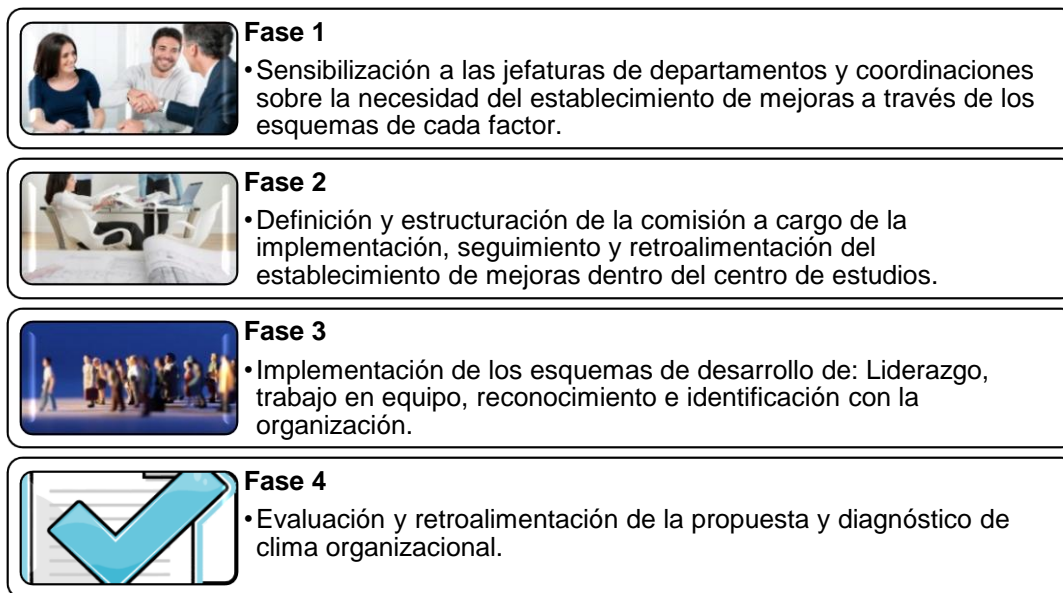 Fase 1
•Sensibilización a las jefaturas de departamentos y coordinaciones
sobre la necesidad del establecimiento de mejoras a través de los
esquemas de cada factor.
Fase 2
•Definición y estructuración de la comisión a cargo de la
implementación, seguimiento y retroalimentación del
establecimiento de mejoras dentro del centro de estudios.
Fase 3
•Implementación de los esquemas de desarrollo de: Liderazgo,
trabajo en equipo, reconocimiento e identificación con la
organización.
Fase 4
•Evaluación y retroalimentación de la propuesta y diagnóstico de
clima organizacional.